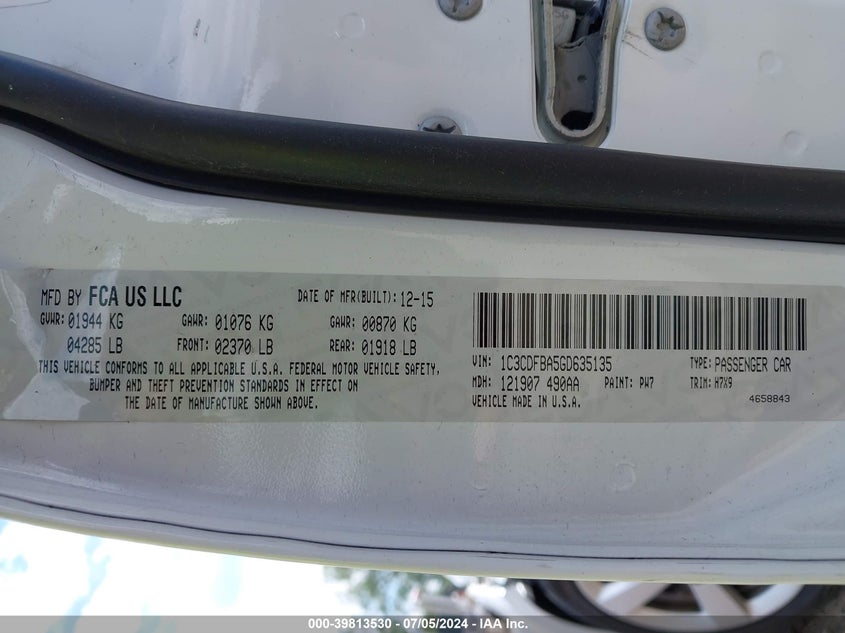 MFD BY FCA US LLC DATE OF MFR(BUILT): 12-15
GVWR: 01944 KG GAWR: 01076 KG GAWR: 00870 KG
04285 LB FRONT: 02370 LB REAR: 01918 LB
THIS VEHICLE CONFORMS TO ALL APPLICABLE U.S.A. FEDERAL MOTOR VEHICLE SAFETY,
BUMPER AND THEFT PREVENTION STANDARDS IN EFFECT ON
THE DATE OF MANUFACTURE SHOWN ABOVE.
VIN: 1C3CDFBA5GD635135 TYPE: PASSENGER CAR
MDH: 121907 490AA PAINT: PW7 TRIM: H7X9
VEHICLE MADE IN U.S.A. 4658843
000-39813530 - 07/05/2024 - IAA Inc.